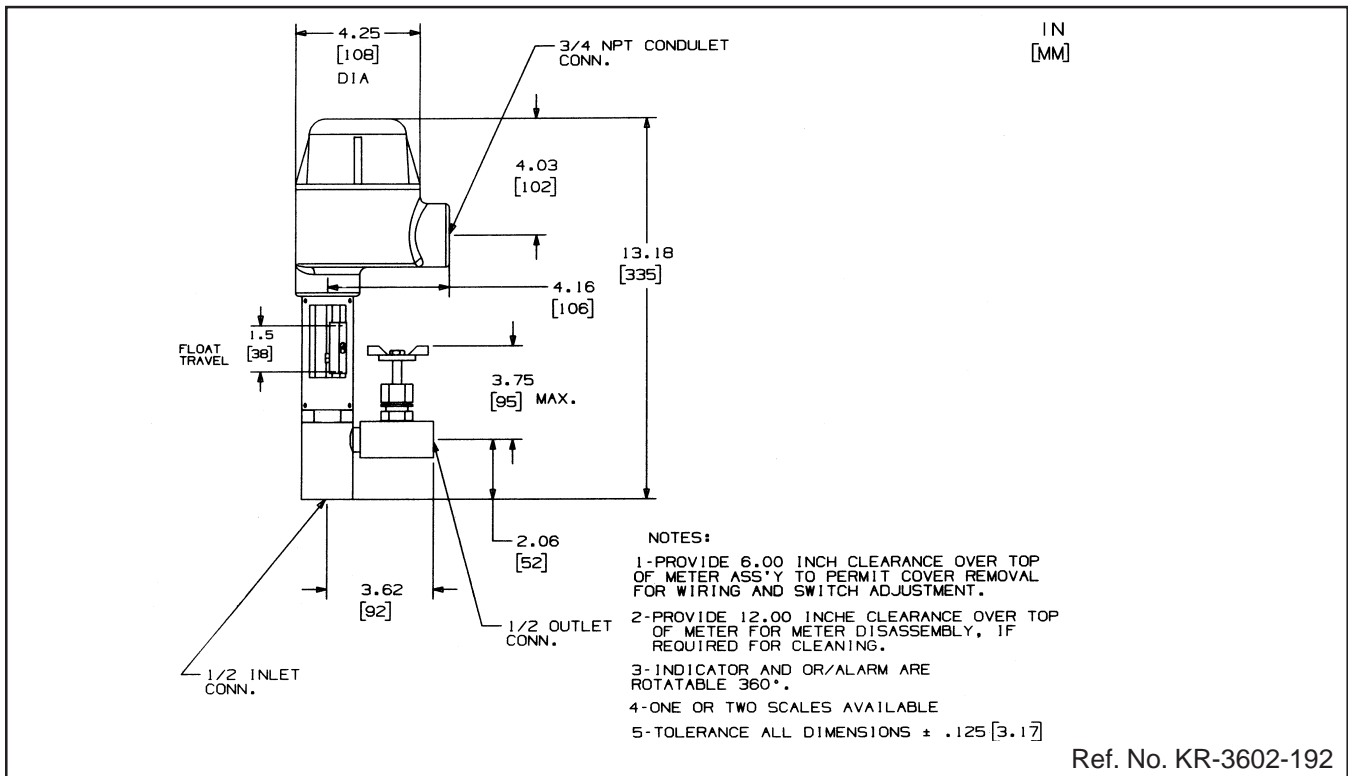 4.25
[108]
DIA
3/4 NPT CONDULET
CONN.
IN
[MM]
4.03
[102]
13.18
[335]
4.16
[106]
FLOAT
TRAVEL
1.5
[38]
3.75
[95] MAX.
2.06
[52]
3.62
[92]
1/2 OUTLET
CONN.
1/2 INLET
CONN.
NOTES:
1-PROVIDE 6.00 INCH CLEARANCE OVER TOP
OF METER ASS'Y TO PERMIT COVER REMOVAL
FOR WIRING AND SWITCH ADJUSTMENT.
2-PROVIDE 12.00 INCHE CLEARANCE OVER TOP
OF METER FOR METER DISASSEMBLY, IF
REQUIRED FOR CLEANING.
3-INDICATOR AND OR/ALARM ARE
ROTATABLE 360°.
4-ONE OR TWO SCALES AVAILABLE
5-TOLERANCE ALL DIMENSIONS ± .125 [3.17]
Ref. No. KR-3602-192